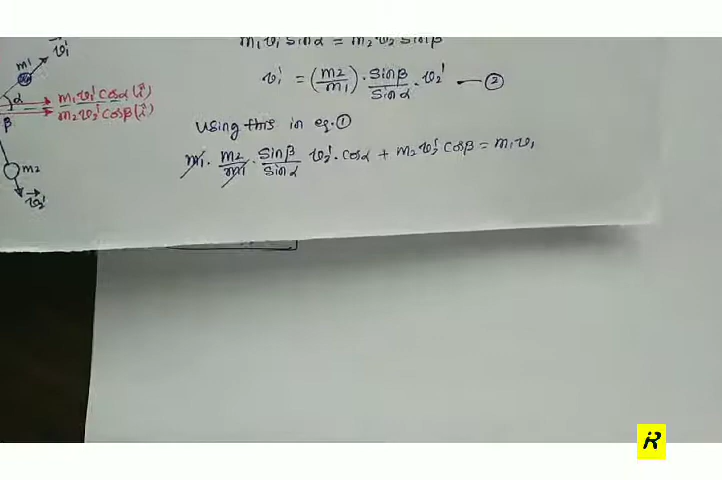 m₁v₁' sinα = m₂v₂' sinβ
v₁' = (m₂/m₁) · sinβ/sinα · v₂' — ②
Using this in eq. ①
m₁ · m₂/m₁ · sinβ/sinα v₂' · cosα + m₂v₂' cosβ = m₁v₁
m₁
v₁'
α
m₁v₁' cosα (î)
m₂v₂' cosβ (î)
β
m₂
v₂'
R